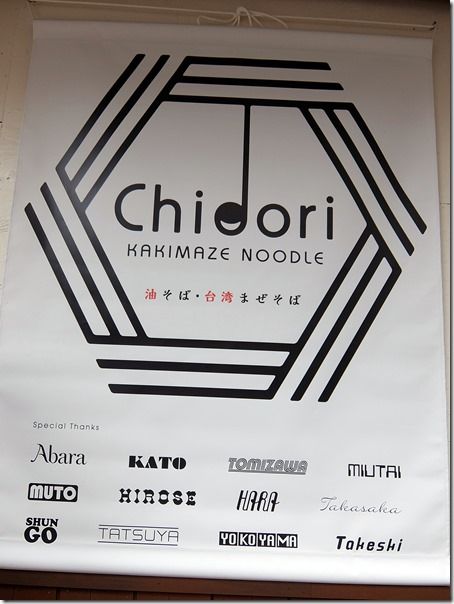 Chidori
KAKIMAZE NOODLE
油そば・台湾まぜそば
Special Thanks
Abara KATO TOMIZAWA MIUTAI
MUTO HIROSE HARA Takasaka
SHUN
GO TATSUYA YOKOYAMA Takeski